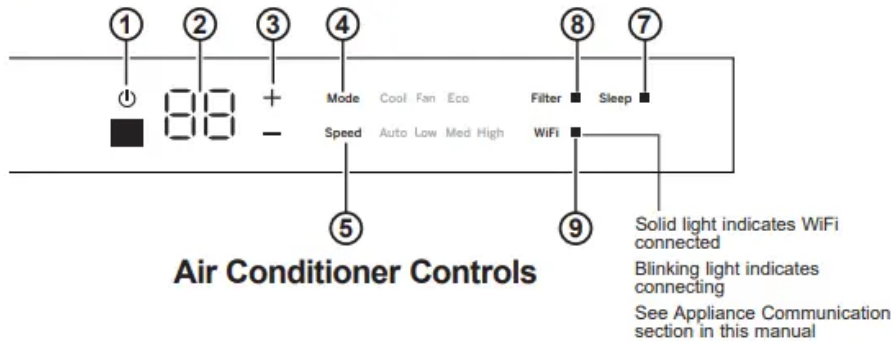 1 2 3 4 8 7
88 + Mode Cool Fan Eco Filter Sleep
− Speed Auto Low Med High WiFi
5 9
Air Conditioner Controls
Solid light indicates WiFi
connected
Blinking light indicates
connecting
See Appliance Communication
section in this manual